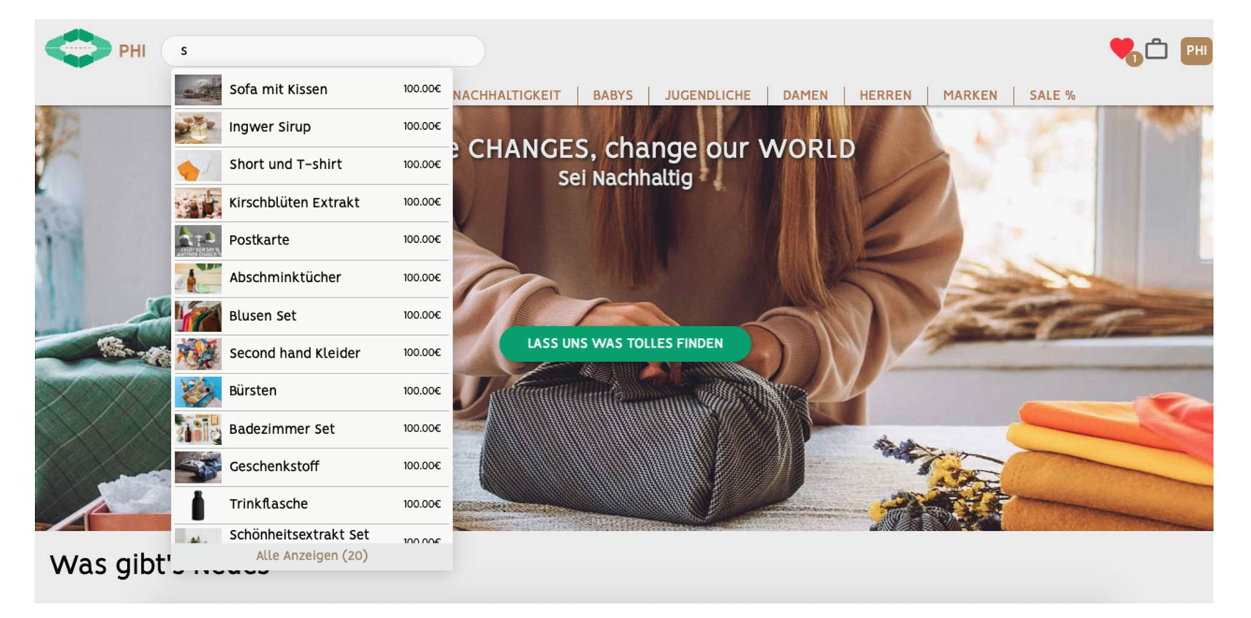 PHI
s
1
PHI
NACHHALTIGKEIT
BABYS
JUGENDLICHE
DAMEN
HERREN
MARKEN
SALE %
Sofa mit Kissen 100.00€
Ingwer Sirup 100.00€
Short und T-shirt 100.00€
Kirschblüten Extrakt 100.00€
Postkarte 100.00€
Abschminktücher 100.00€
Blusen Set 100.00€
Second hand Kleider 100.00€
Bürsten 100.00€
Badezimmer Set 100.00€
Geschenkstoff 100.00€
Trinkflasche 100.00€
Schönheitsextrakt Set 100.00€
Alle Anzeigen (20)
CHANGES, change our WORLD
Sei Nachhaltig
LASS UNS WAS TOLLES FINDEN
Was gibt's Neues